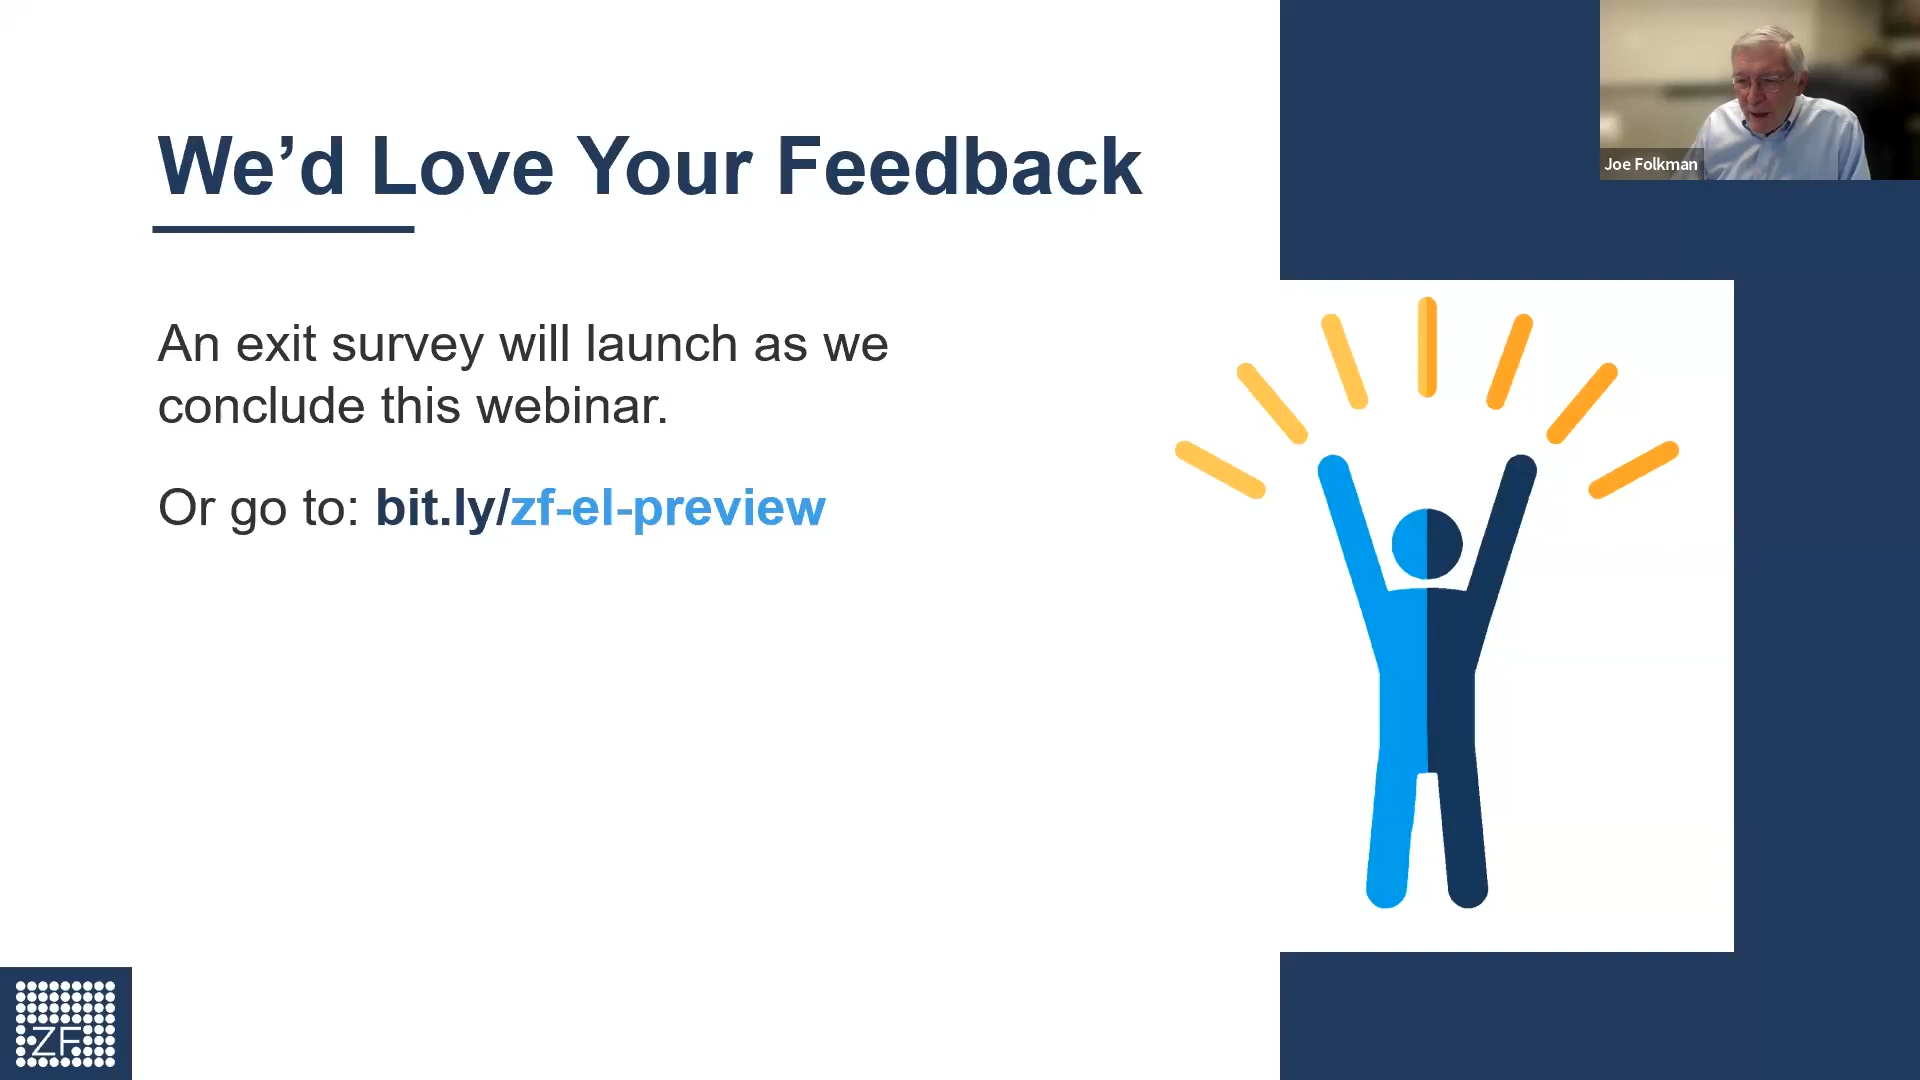 We’d Love Your Feedback
An exit survey will launch as we
conclude this webinar.
Or go to: bit.ly/zf-el-preview
Joe Folkman
ZF